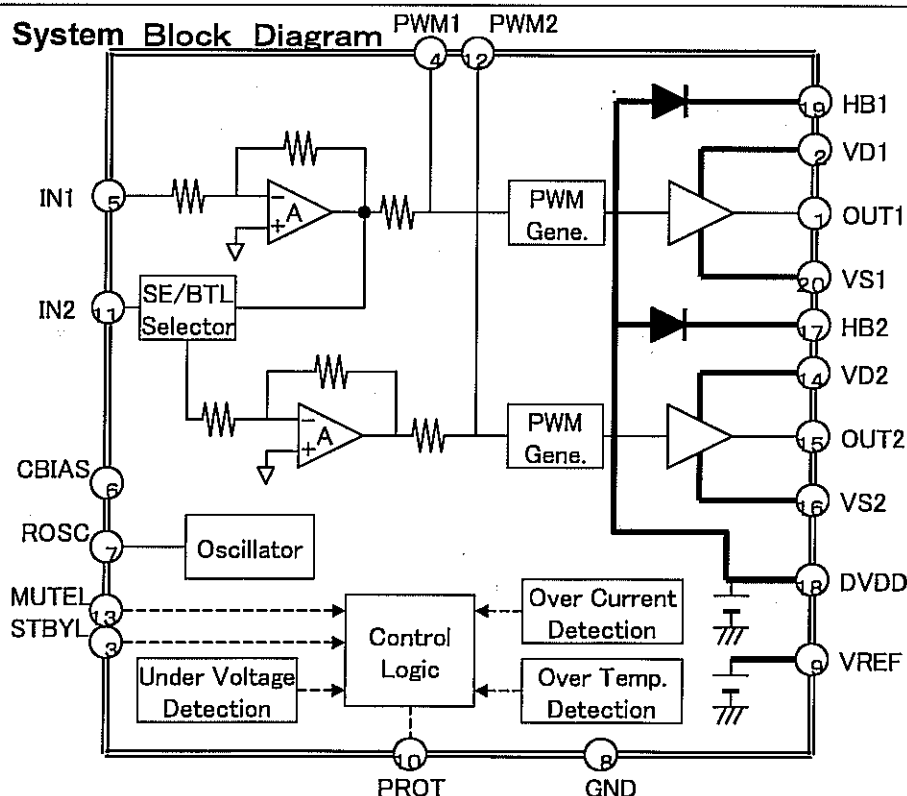 System Block Diagram
PWM1 PWM2
4 12
HB1
19
VD1
2
IN1
5
A
PWM
Gene.
OUT1
1
VS1
20
IN2
11
SE/BTL
Selector
HB2
17
VD2
14
A
PWM
Gene.
OUT2
15
VS2
16
CBIAS
6
ROSC
7
Oscillator
DVDD
18
MUTEL
13
STBYL
3
Control
Logic
Over Current
Detection
VREF
9
Under Voltage
Detection
Over Temp.
Detection
10
PROT
8
GND